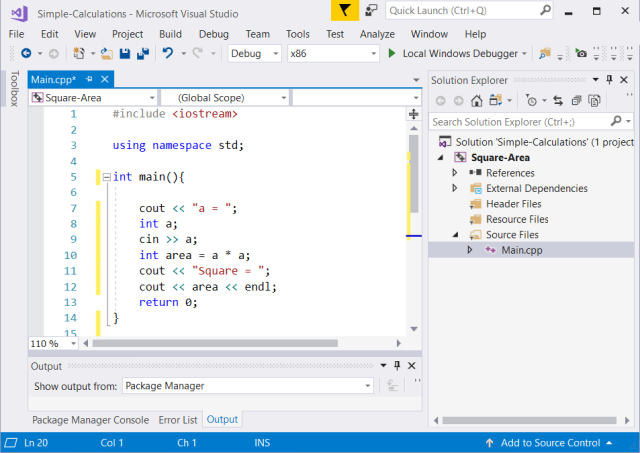 Simple-Calculations - Microsoft Visual Studio
Quick Launch (Ctrl+Q)
File Edit View Project Build Debug Team Tools Test Analyze Window Help
Debug x86 Local Windows Debugger
Toolbox
Main.cpp*
Square-Area (Global Scope)
1 #include <iostream>
2
3 using namespace std;
4
5 int main(){
6
7 cout << "a = ";
8 int a;
9 cin >> a;
10 int area = a * a;
11 cout << "Square = ";
12 cout << area << endl;
13 return 0;
14 }
15
110 %
Solution Explorer
Search Solution Explorer (Ctrl+;)
Solution 'Simple-Calculations' (1 project
Square-Area
References
External Dependencies
Header Files
Resource Files
Source Files
Main.cpp
Output
Show output from: Package Manager
Package Manager Console Error List Output
Ln 20 Col 1 Ch 1 INS Add to Source Control